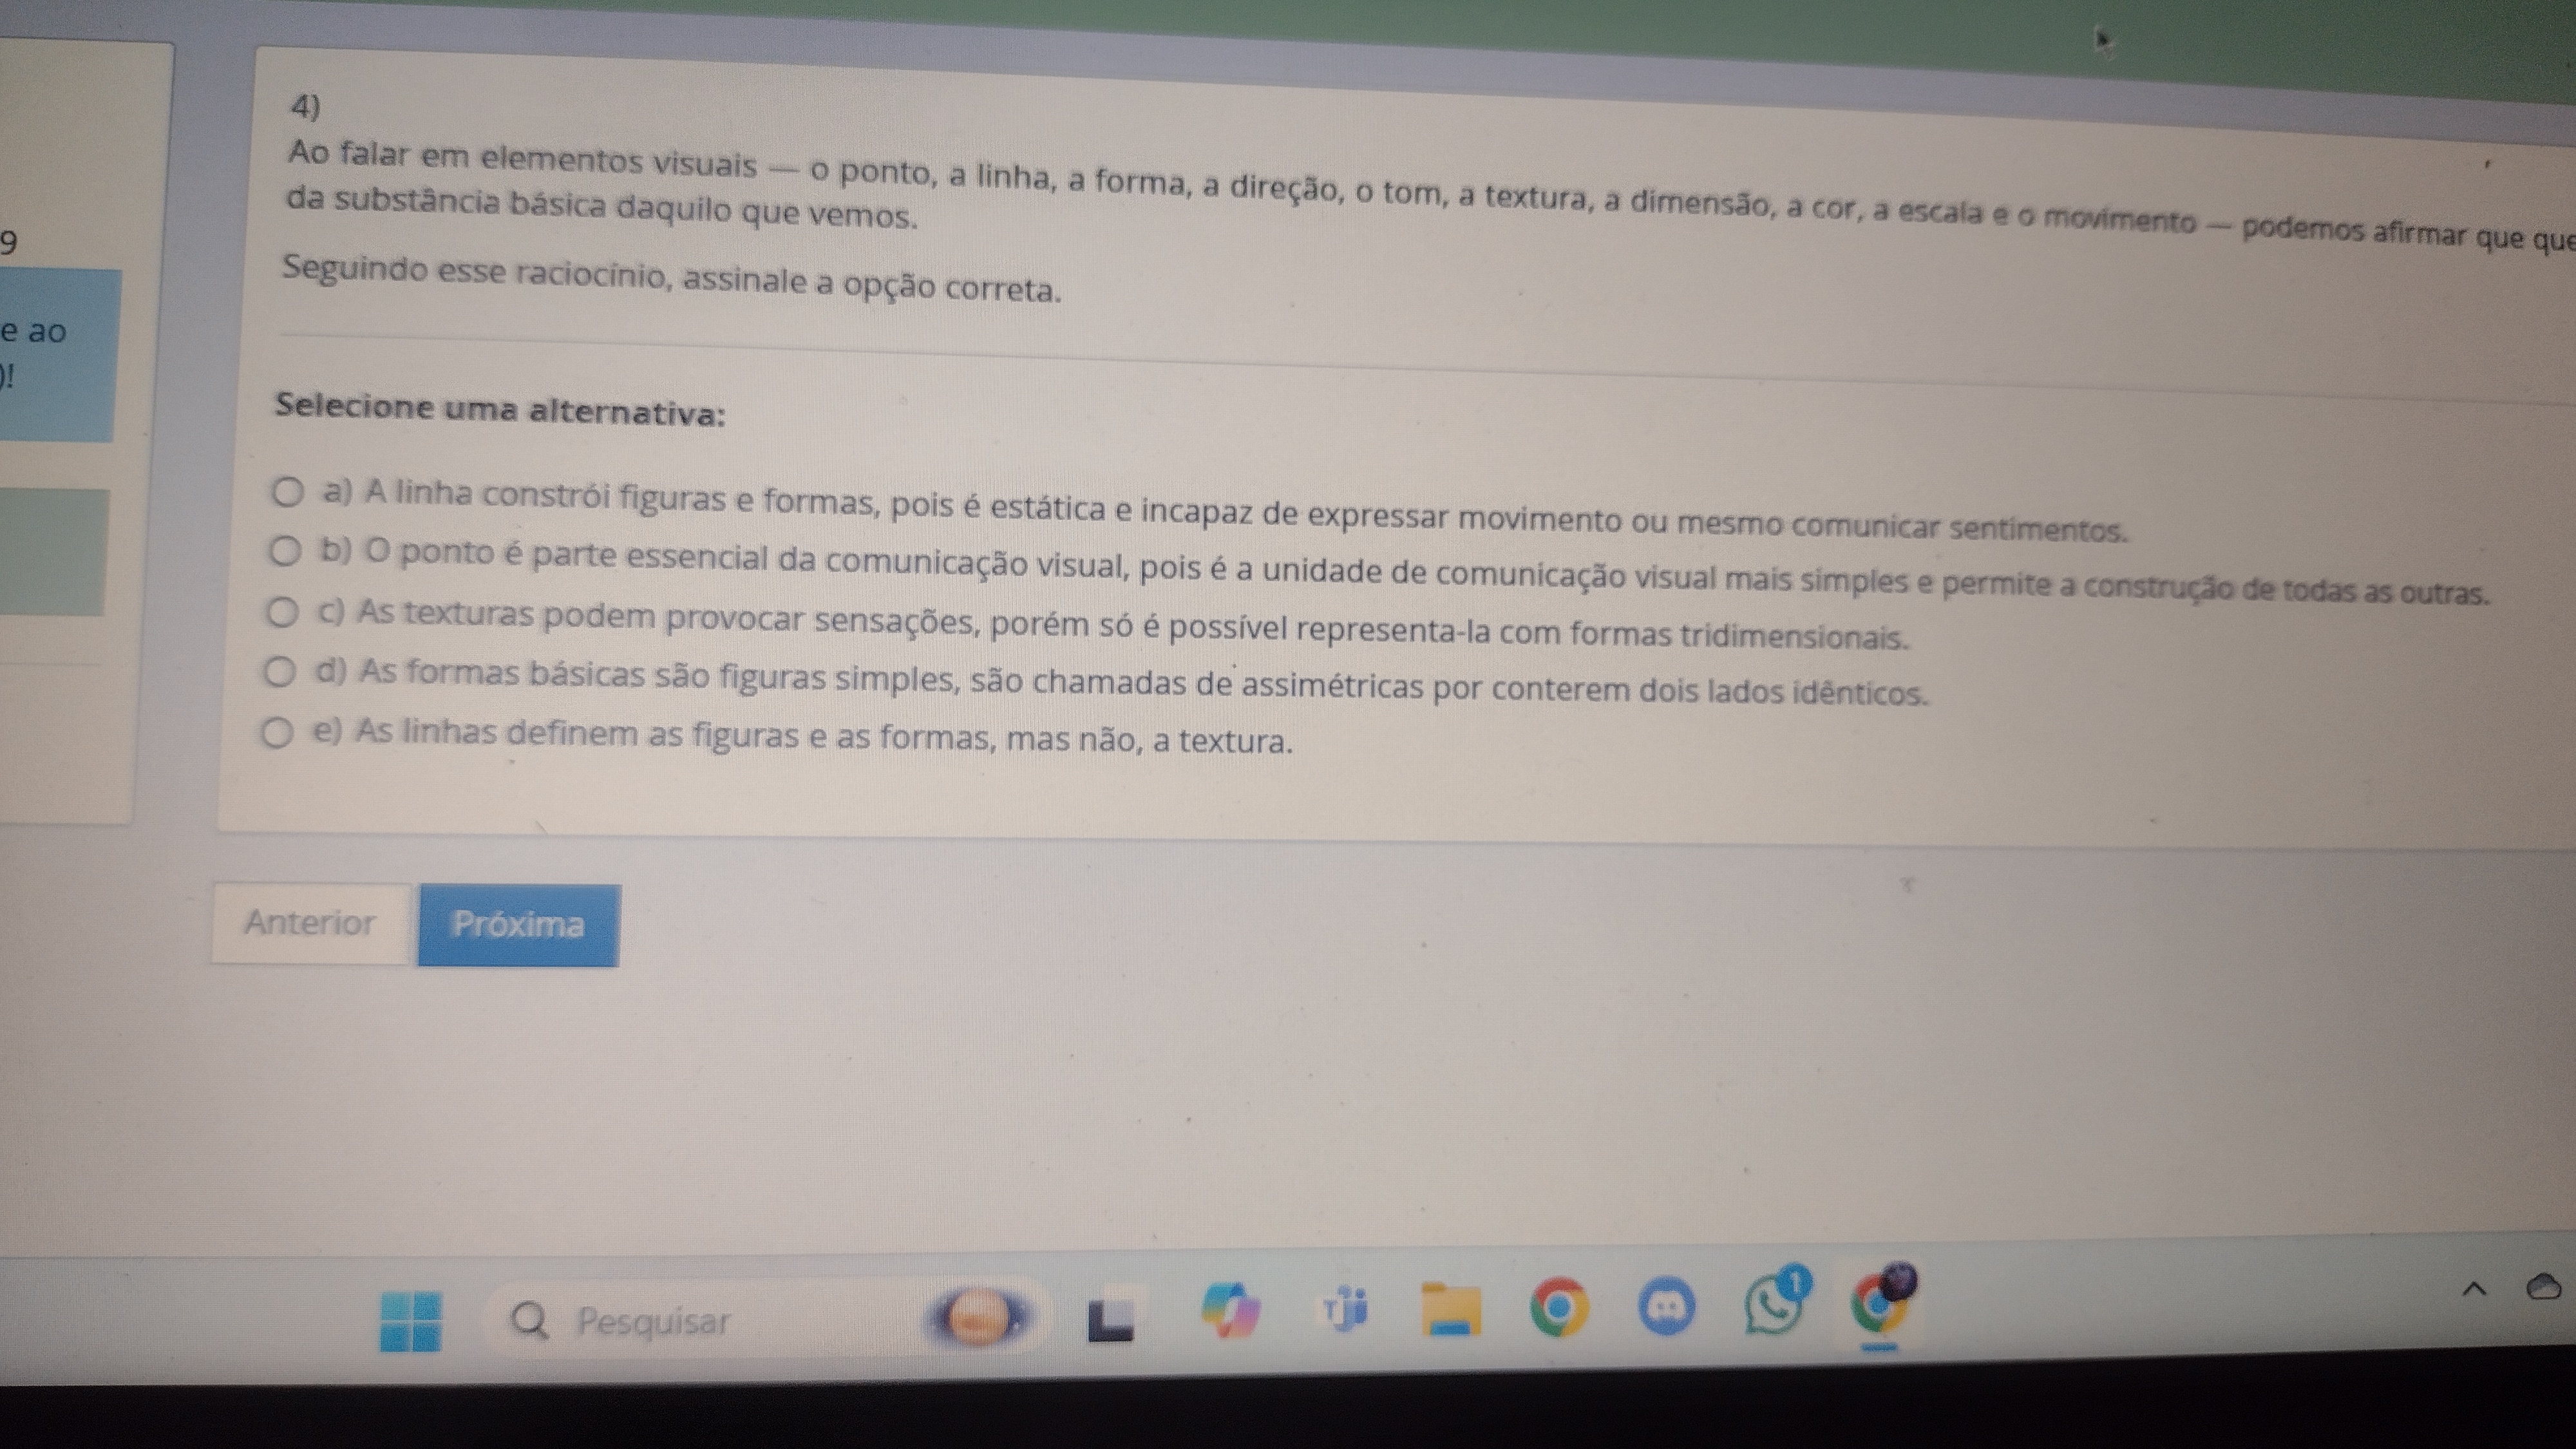 9
e ao
)!
4)
Ao falar em elementos visuais — o ponto, a linha, a forma, a direção, o tom, a textura, a dimensão, a cor, a escala e o movimento — podemos afirmar que que
da substância básica daquilo que vemos.
Seguindo esse raciocínio, assinale a opção correta.
Selecione uma alternativa:
a) A linha constrói figuras e formas, pois é estática e incapaz de expressar movimento ou mesmo comunicar sentimentos.
b) O ponto é parte essencial da comunicação visual, pois é a unidade de comunicação visual mais simples e permite a construção de todas as outras.
c) As texturas podem provocar sensações, porém só é possível representa-la com formas tridimensionais.
d) As formas básicas são figuras simples, são chamadas de assimétricas por conterem dois lados idênticos.
e) As linhas definem as figuras e as formas, mas não, a textura.
Anterior Próxima
Pesquisar
1